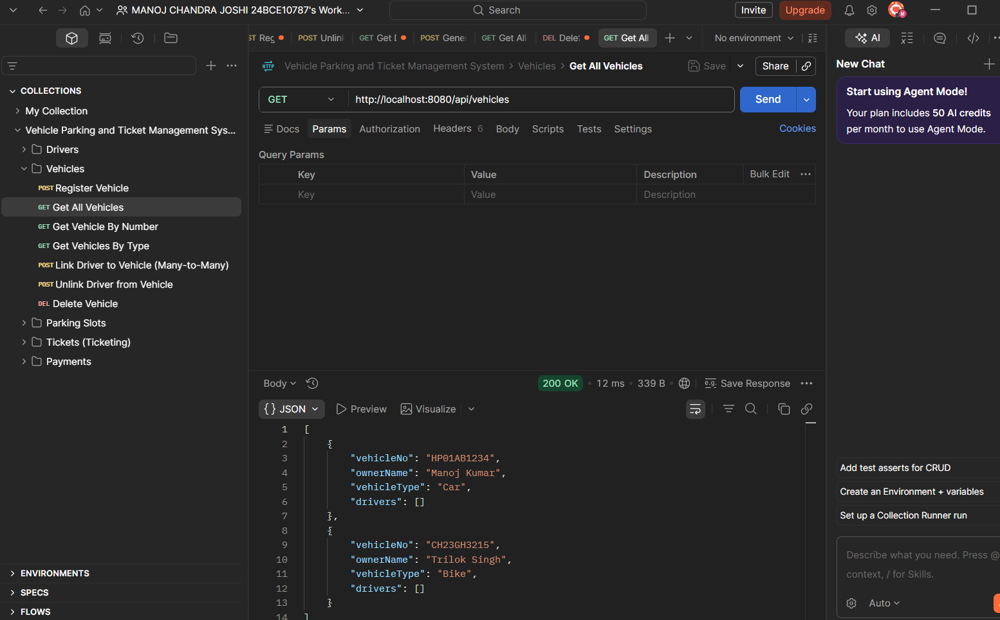 MANOJ CHANDRA JOSHI 24BCE10787's Work...
Search
Invite
Upgrade
M
ST Reg
POST Unlin
GET Get D
POST Gene
GET Get All
DEL Delet
GET Get All
No environment
AI
Vehicle Parking and Ticket Management System > Vehicles > Get All Vehicles
Save
Share
New Chat
COLLECTIONS
My Collection
Vehicle Parking and Ticket Management Sys...
Drivers
Vehicles
POST Register Vehicle
GET Get All Vehicles
GET Get Vehicle By Number
GET Get Vehicles By Type
POST Link Driver to Vehicle (Many-to-Many)
POST Unlink Driver from Vehicle
DEL Delete Vehicle
Parking Slots
Tickets (Ticketing)
Payments
ENVIRONMENTS
SPECS
FLOWS
HTTP
GET
http://localhost:8080/api/vehicles
Send
Docs
Params
Authorization
Headers 6
Body
Scripts
Tests
Settings
Cookies
Query Params
Key
Value
Description
Bulk Edit
Key
Value
Description
Body
200 OK
12 ms
339 B
e.g. Save Response
{} JSON
Preview
Visualize
1 [
2 {
3 "vehicleNo": "HP01AB1234",
4 "ownerName": "Manoj Kumar",
5 "vehicleType": "Car",
6 "drivers": []
7 },
8 {
9 "vehicleNo": "CH23GH3215",
10 "ownerName": "Trilok Singh",
11 "vehicleType": "Bike",
12 "drivers": []
13 }
14 ]
Start using Agent Mode!
Your plan includes 50 AI credits
per month to use Agent Mode.
Add test asserts for CRUD
Create an Environment + variables
Set up a Collection Runner run
Describe what you need. Press @
context, / for Skills.
Auto